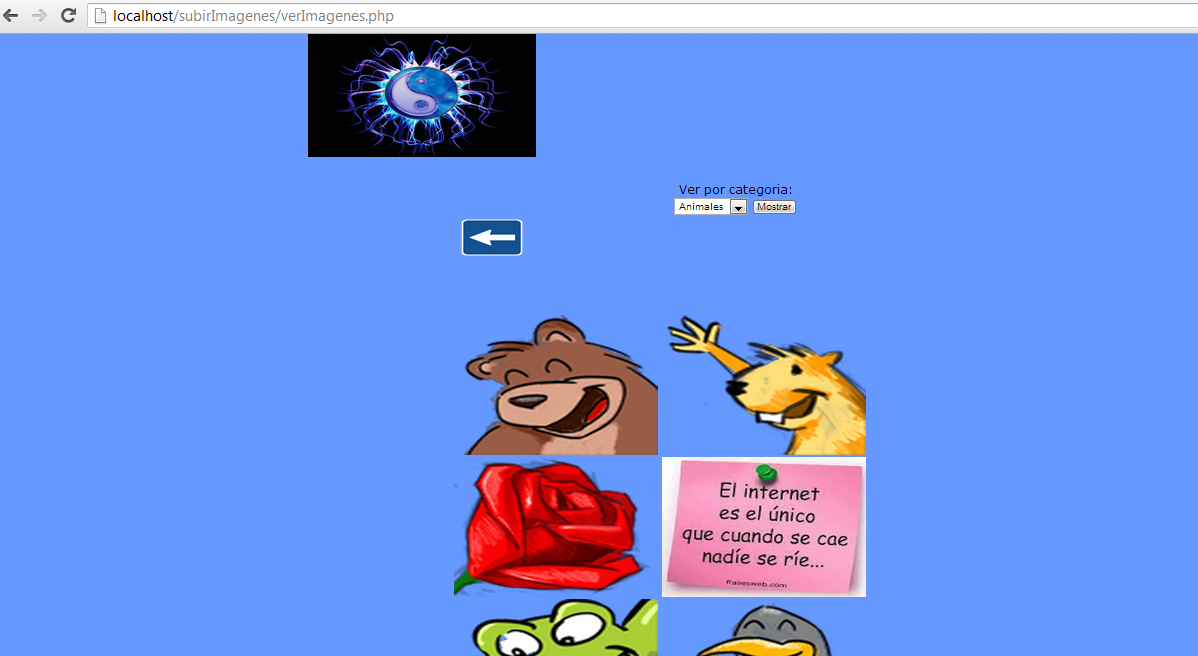 localhost/subirImagenes/verImagenes.php
Ver por categoria:
Animales Mostrar
El internet
es el único
que cuando se cae
nadíe se ríe...
frasesweb.com